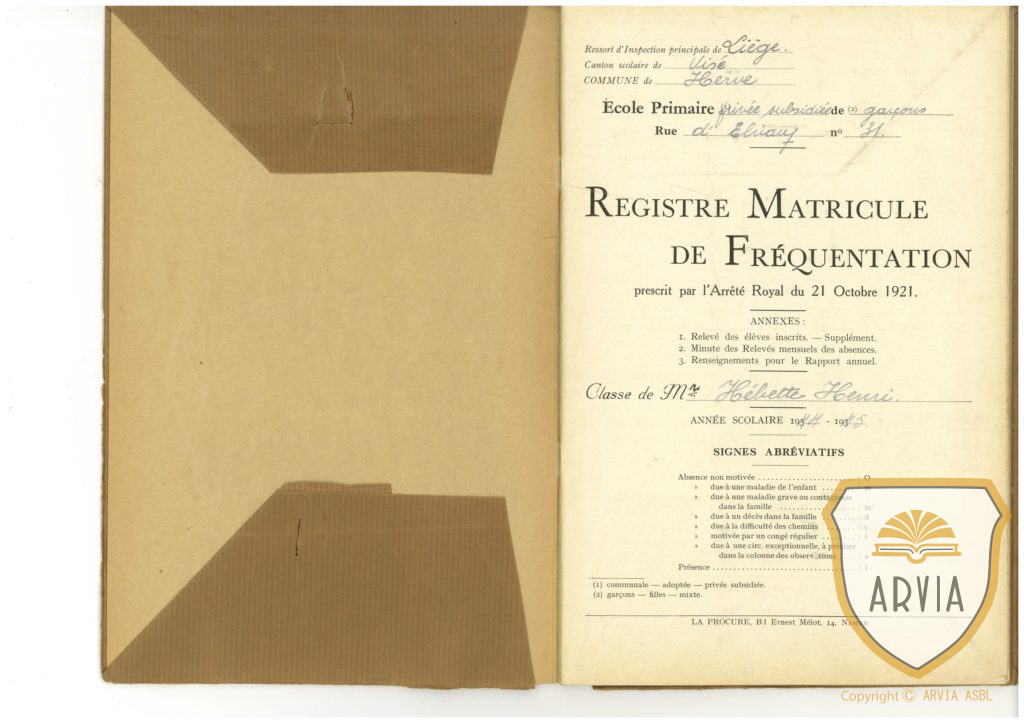 Ressort d'Inspection principale de Liège.
Canton scolaire de Visé
COMMUNE de Herve
École Primaire (1) privée subsidiée de (2) garçons
Rue d' Elvaux nº 31.
REGISTRE MATRICULE
DE FRÉQUENTATION
prescrit par l'Arrêté Royal du 21 Octobre 1921.
ANNEXES :
1. Relevé des élèves inscrits. — Supplément.
2. Minute des Relevés mensuels des absences.
3. Renseignements pour le Rapport annuel.
Classe de Mr Hébette Henri.
ANNÉE SCOLAIRE 1944 - 1945
SIGNES ABRÉVIATIFS
Absence non motivée : O
» due à une maladie de l'enfant : m
» due à une maladie grave ou contagieuse
dans la famille : m'
» due à un décès dans la famille : d
» due à la difficulté des chemins : c
» motivée par un congé régulier : r
» due à une circ. exceptionnelle, à préciser
dans la colonne des observations : e
Présence :
(1) communale — adoptée — privée subsidiée.
(2) garçons — filles — mixte.
LA PROCURE, Bd Ernest Mélot, 14, Namur
ARVIA
Copyright © ARVIA ASBL